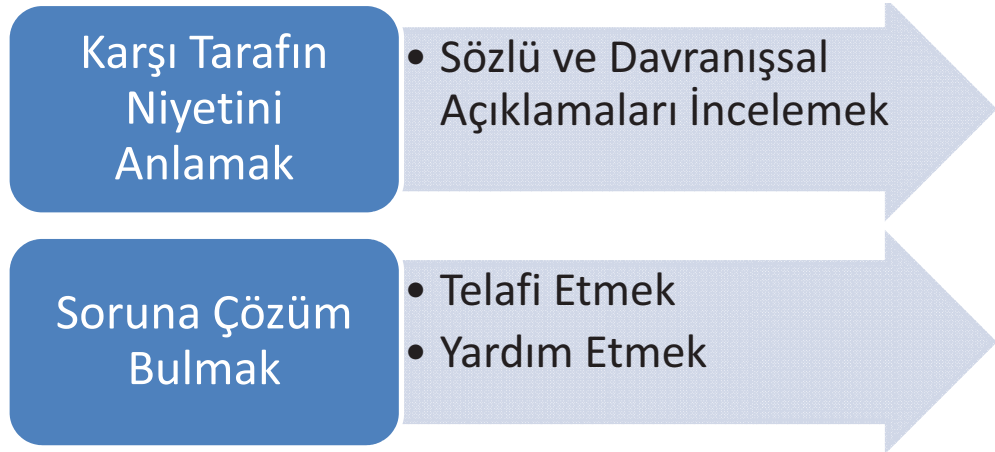 Karşı Tarafın
Niyetini
Anlamak
• Sözlü ve Davranışsal
Açıklamaları İncelemek
Soruna Çözüm
Bulmak
• Telafi Etmek
• Yardım Etmek